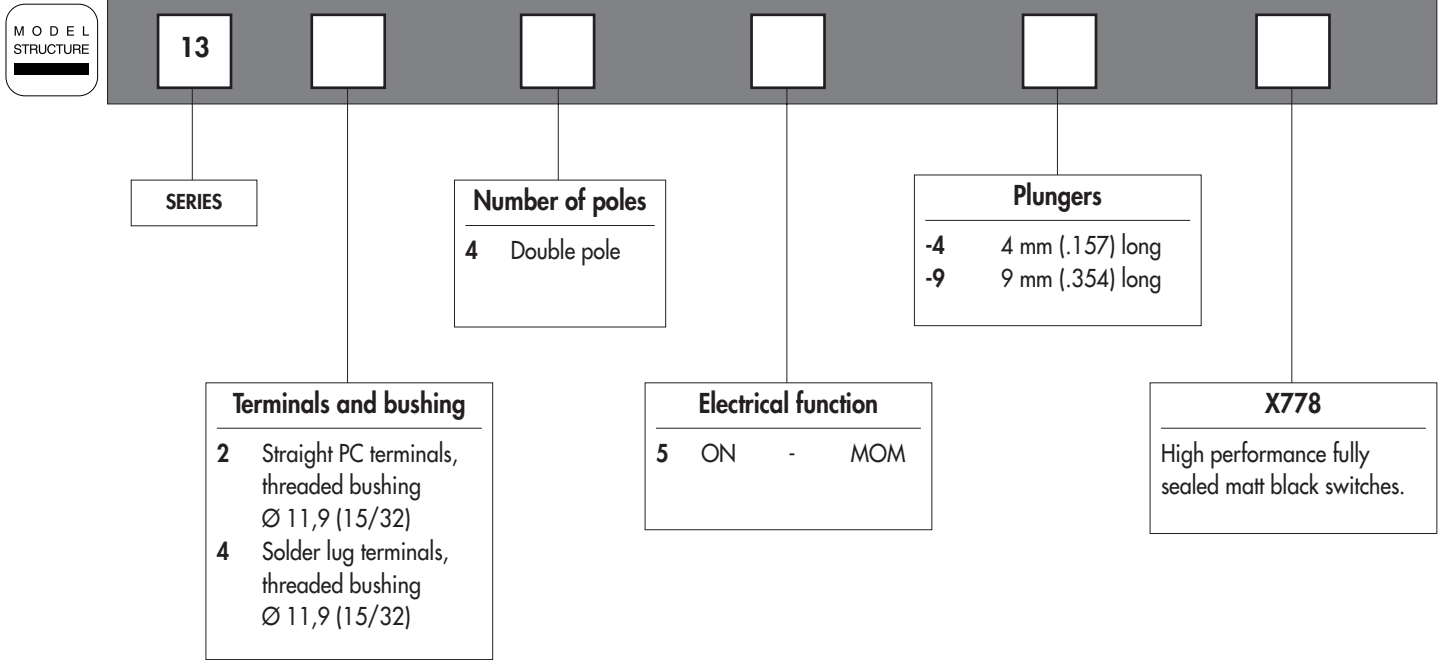 M O D E L
STRUCTURE
13
SERIES
Number of poles
4 Double pole
Plungers
-4 4 mm (.157) long
-9 9 mm (.354) long
Terminals and bushing
2 Straight PC terminals,
threaded bushing
Ø 11,9 (15/32)
4 Solder lug terminals,
threaded bushing
Ø 11,9 (15/32)
Electrical function
5 ON - MOM
X778
High performance fully
sealed matt black switches.